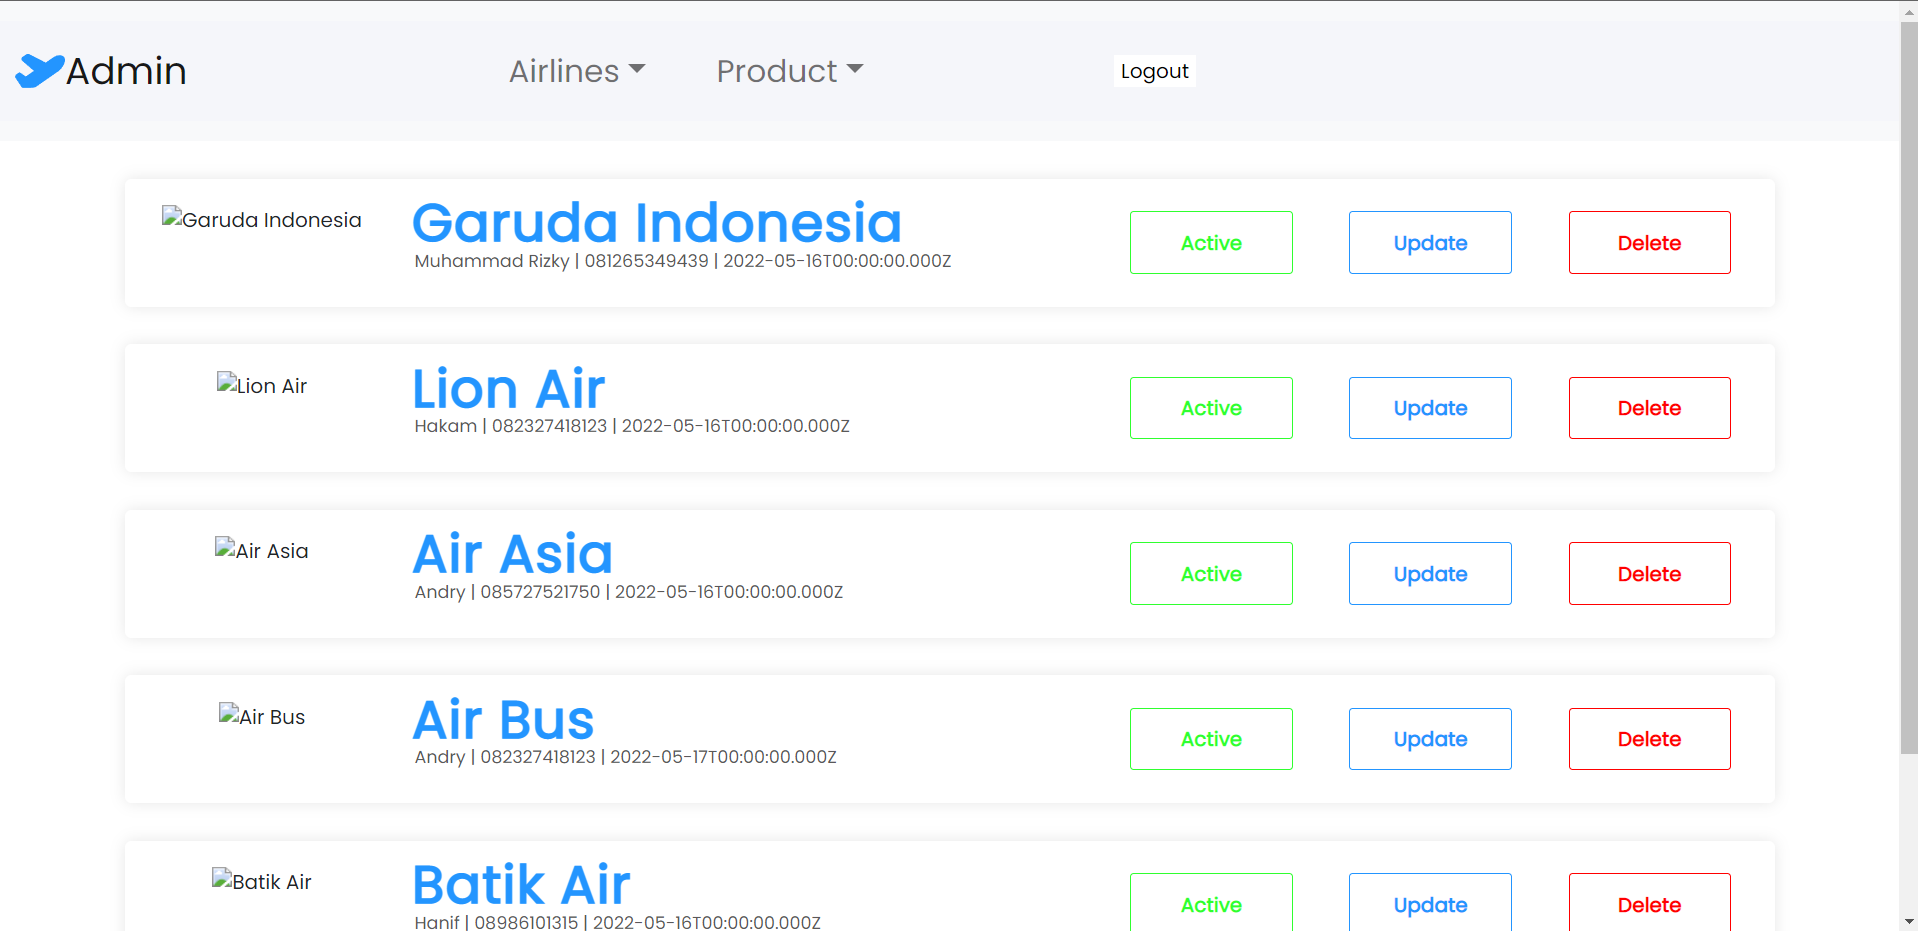 Admin Airlines Product Logout
Garuda Indonesia Garuda Indonesia Active Update Delete
Muhammad Rizky | 081265349439 | 2022-05-16T00:00:00.000Z
Lion Air Lion Air Active Update Delete
Hakam | 082327418123 | 2022-05-16T00:00:00.000Z
Air Asia Air Asia Active Update Delete
Andry | 085727521750 | 2022-05-16T00:00:00.000Z
Air Bus Air Bus Active Update Delete
Andry | 082327418123 | 2022-05-17T00:00:00.000Z
Batik Air Batik Air Active Update Delete
Hanif | 08986101315 | 2022-05-16T00:00:00.000Z